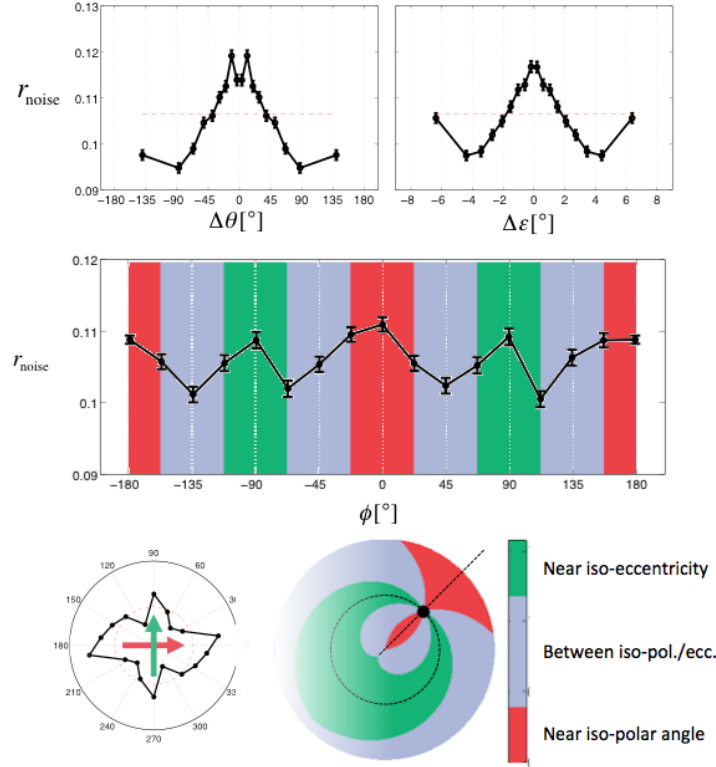 0.13
0.12
0.11
0.1
0.09
r_noise
-180 -135 -90 -45 0 45 90 135 180
Δθ[°]
-8 -6 -4 -2 0 2 4 6 8
Δε[°]
0.12
0.11
0.1
0.09
r_noise
-180 -135 -90 -45 0 45 90 135 180
ϕ[°]
90
120 60
150
180 0
210
240 300
270
Near iso-eccentricity
Between iso-pol./ecc.
Near iso-polar angle